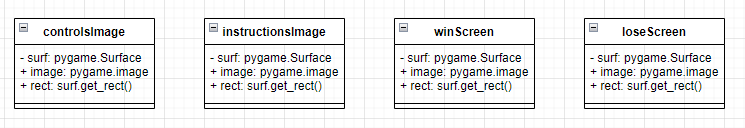 controlsImage
- surf: pygame.Surface
+ image: pygame.image
+ rect: surf.get_rect()
instructionsImage
- surf: pygame.Surface
+ image: pygame.image
+ rect: surf.get_rect()
winScreen
- surf: pygame.Surface
+ image: pygame.image
+ rect: surf.get_rect()
loseScreen
- surf: pygame.Surface
+ image: pygame.image
+ rect: surf.get_rect()